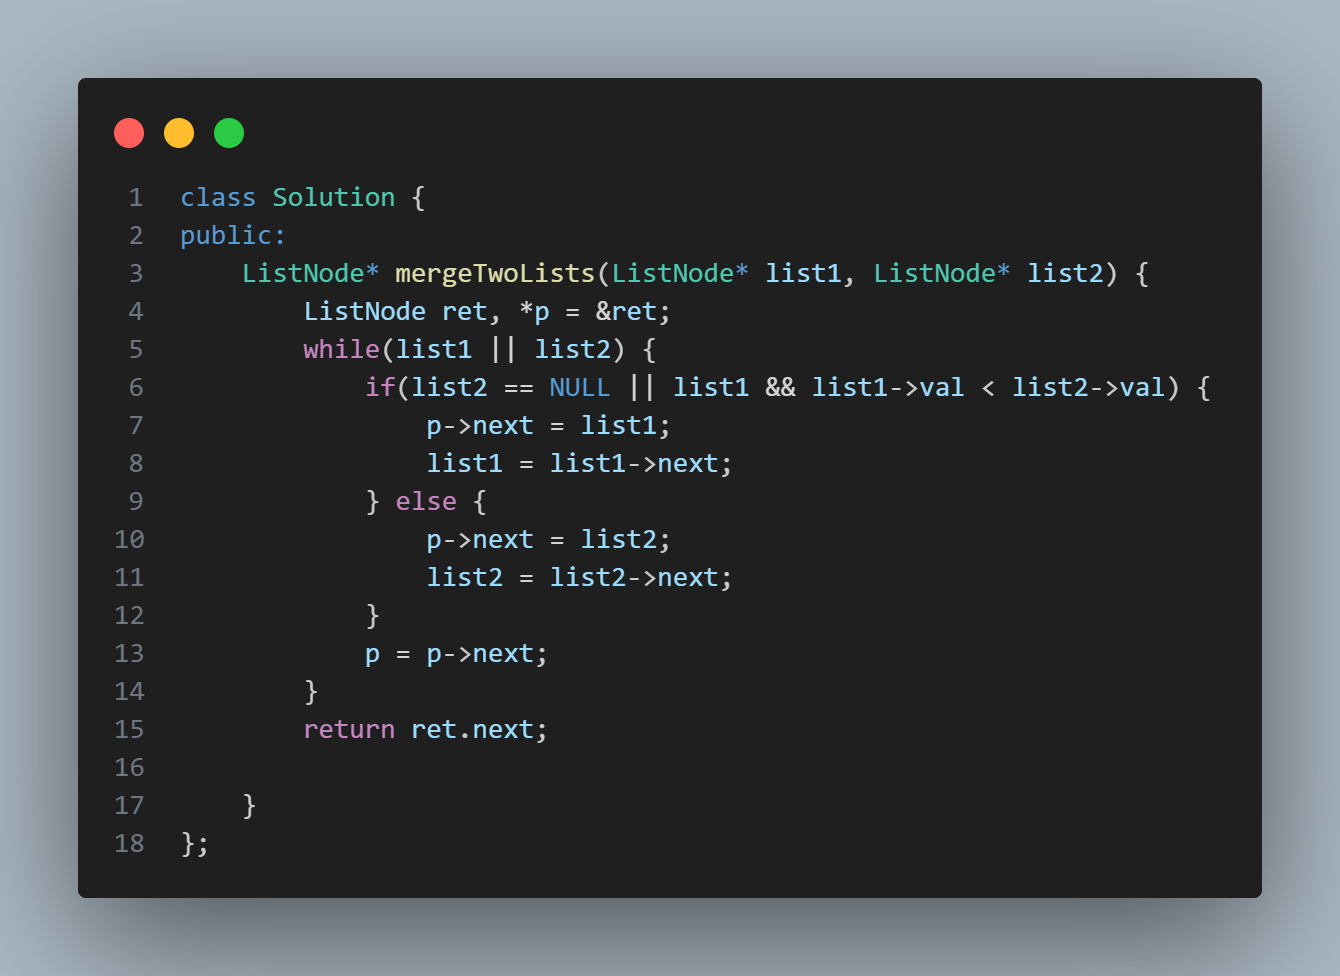 1 class Solution {
2 public:
3     ListNode* mergeTwoLists(ListNode* list1, ListNode* list2) {
4         ListNode ret, *p = &ret;
5         while(list1 || list2) {
6             if(list2 == NULL || list1 && list1->val < list2->val) {
7                 p->next = list1;
8                 list1 = list1->next;
9             } else {
10                 p->next = list2;
11                 list2 = list2->next;
12             }
13             p = p->next;
14         }
15         return ret.next;
16
17     }
18 };